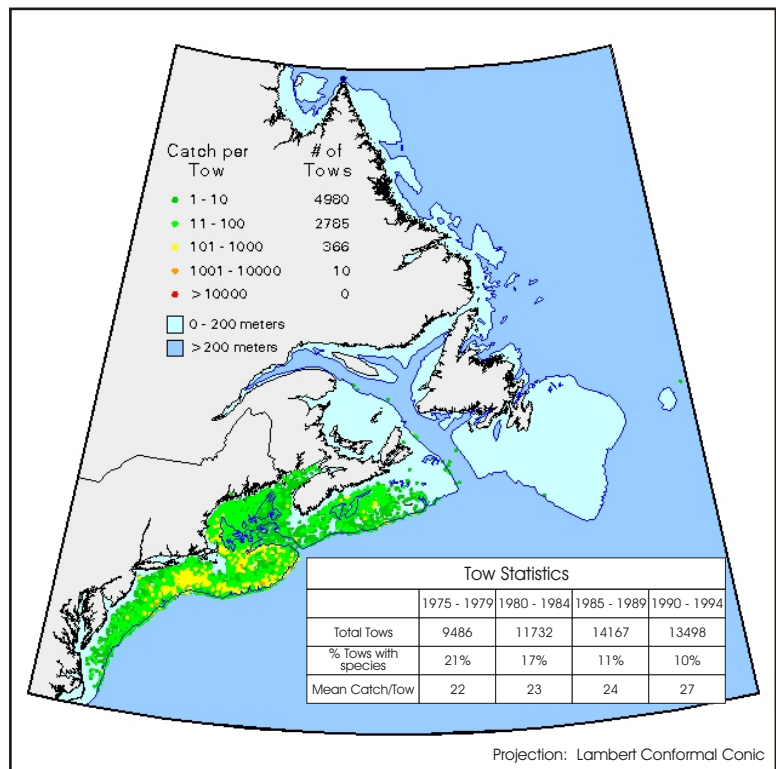 Catch per # of
Tow Tows
1 - 10 4980
11 - 100 2785
101 - 1000 366
1001 - 10000 10
> 10000 0
0 - 200 meters
> 200 meters
Tow Statistics
1975 - 1979 1980 - 1984 1985 - 1989 1990 - 1994
Total Tows 9486 11732 14167 13498
% Tows with
species 21% 17% 11% 10%
Mean Catch/Tow 22 23 24 27
Projection: Lambert Conformal Conic